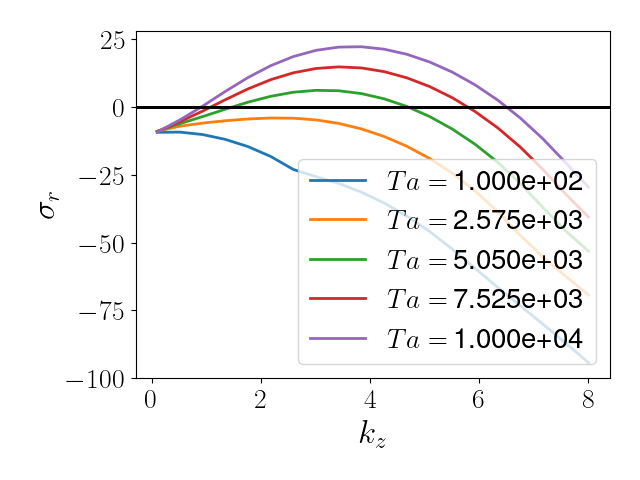 25
0
−25
−50
−75
−100
σr
0 2 4 6 8
kz
Ta = 1.000e+02
Ta = 2.575e+03
Ta = 5.050e+03
Ta = 7.525e+03
Ta = 1.000e+04